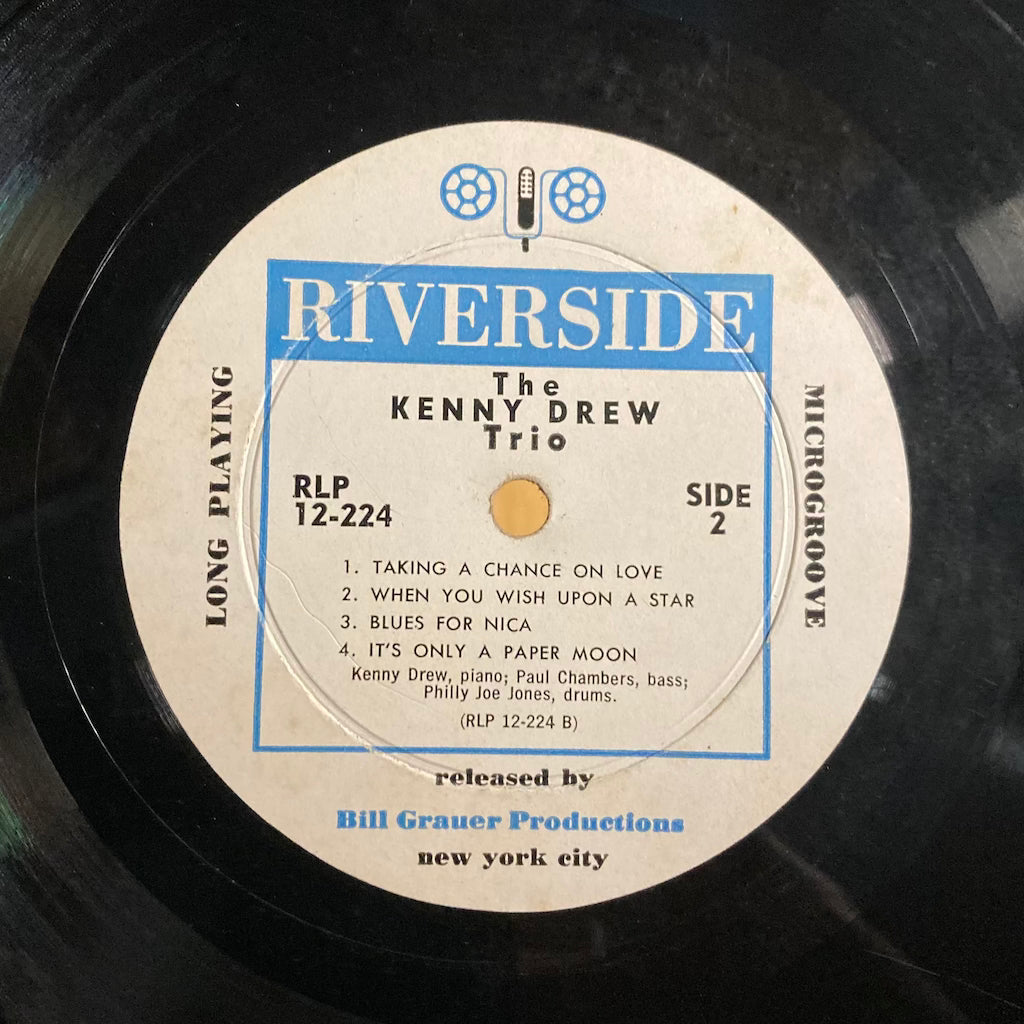 RIVERSIDE
The
KENNY DREW
Trio
LONG PLAYING
MICROGROOVE
RLP
12-224
SIDE
2
1. TAKING A CHANCE ON LOVE
2. WHEN YOU WISH UPON A STAR
3. BLUES FOR NICA
4. IT'S ONLY A PAPER MOON
Kenny Drew, piano; Paul Chambers, bass;
Philly Joe Jones, drums.
(RLP 12-224 B)
released by
Bill Grauer Productions
new york city